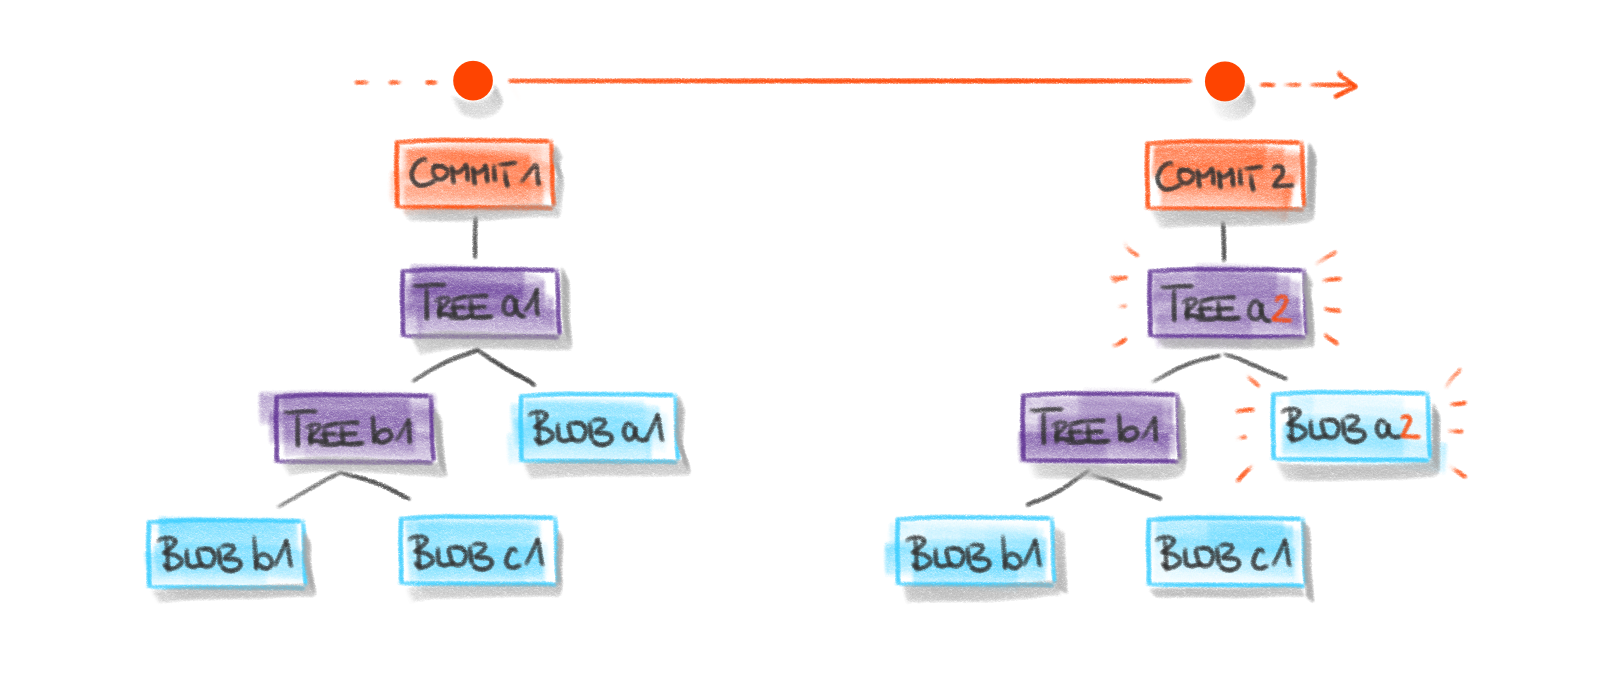 COMMIT 1
COMMIT 2
TREE a1
TREE a2
TREE b1
BLOB a1
TREE b1
BLOB a2
BLOB b1
BLOB c1
BLOB b1
BLOB c1